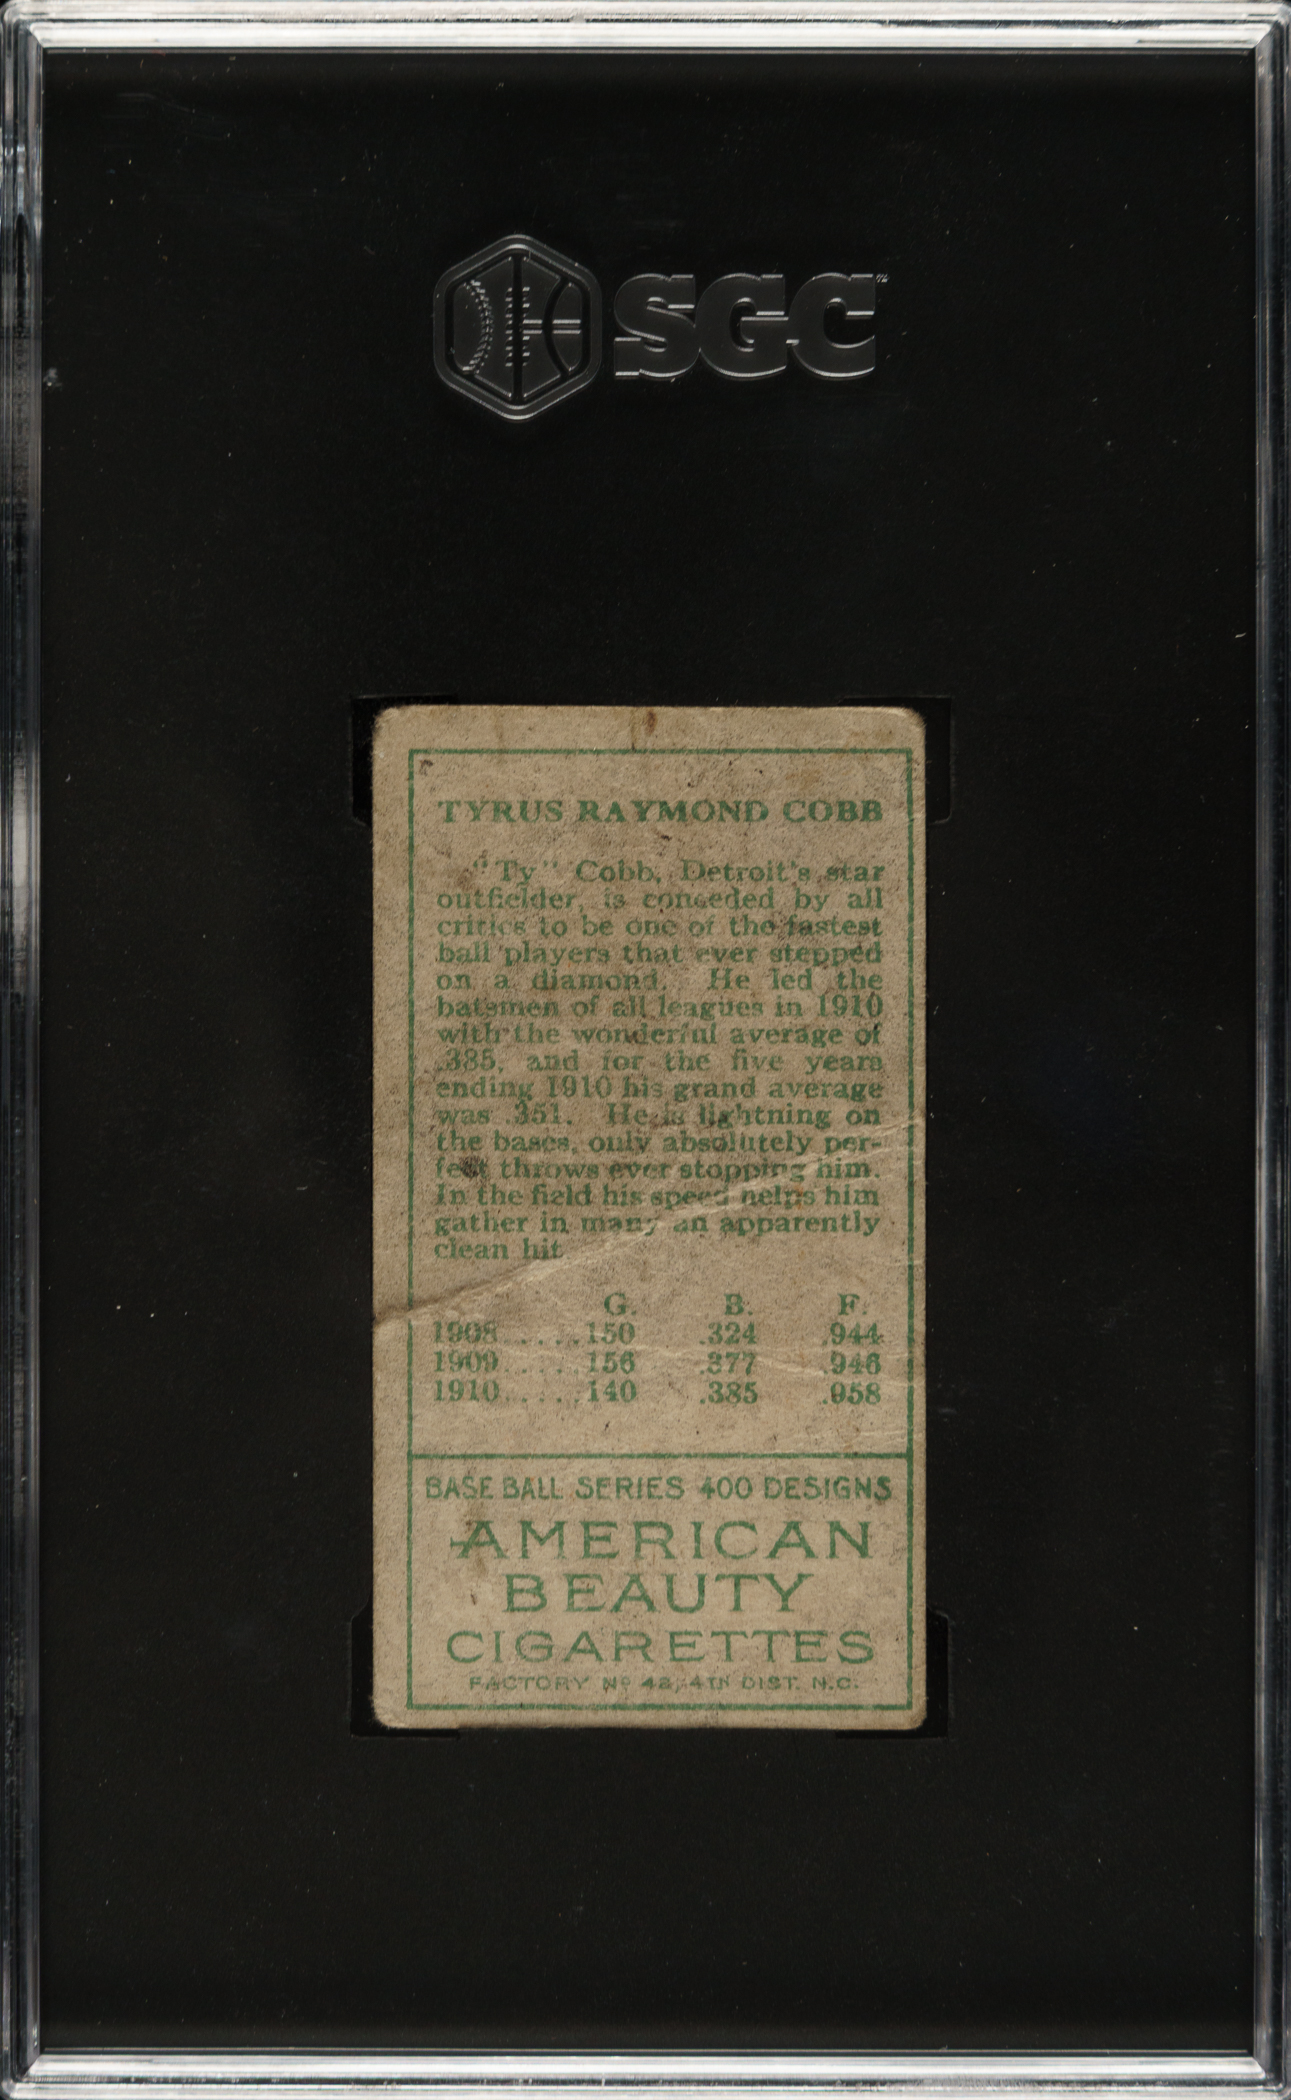 SGC
TYRUS RAYMOND COBB
"Ty" Cobb, Detroit's star
outfielder, is conceded by all
critics to be one of the fastest
ball players that ever stepped
on a diamond. He led the
batsmen of all leagues in 1910
with the wonderful average of
.385, and for the five years
ending 1910 his grand average
was .351. He is lightning on
the bases, only absolutely per-
fect throws ever stopping him.
In the field his speed helps him
gather in many an apparently
clean hit
G. B. F.
1908.....150 .324 .944
1909.....156 .377 .946
1910.....140 .385 .958
BASE BALL SERIES 400 DESIGNS
AMERICAN
BEAUTY
CIGARETTES
FACTORY Nº 42, 4TH DIST. N.C.